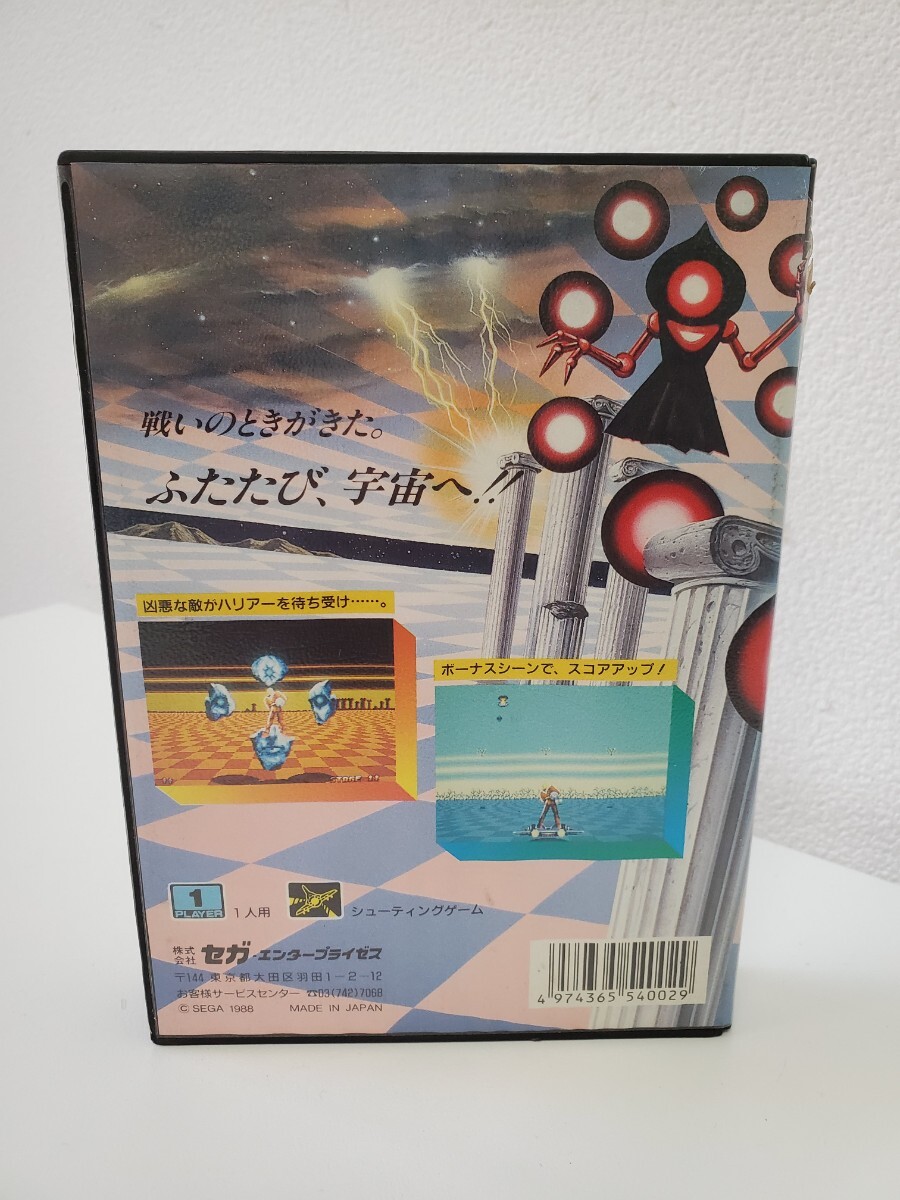 戦いのときがきた。
ふたたび、宇宙へ!!
凶悪な敵がハリアーを待ち受け……。
STAGE 11
ボーナスシーンで、スコアアップ!
1
PLAYER
1人用
シューティングゲーム
株式会社 セガ・エンタープライゼス
〒144 東京都大田区羽田1-2-12
お客様サービスセンター ☎03(742)7068
©SEGA 1988 MADE IN JAPAN
4 974365 540029